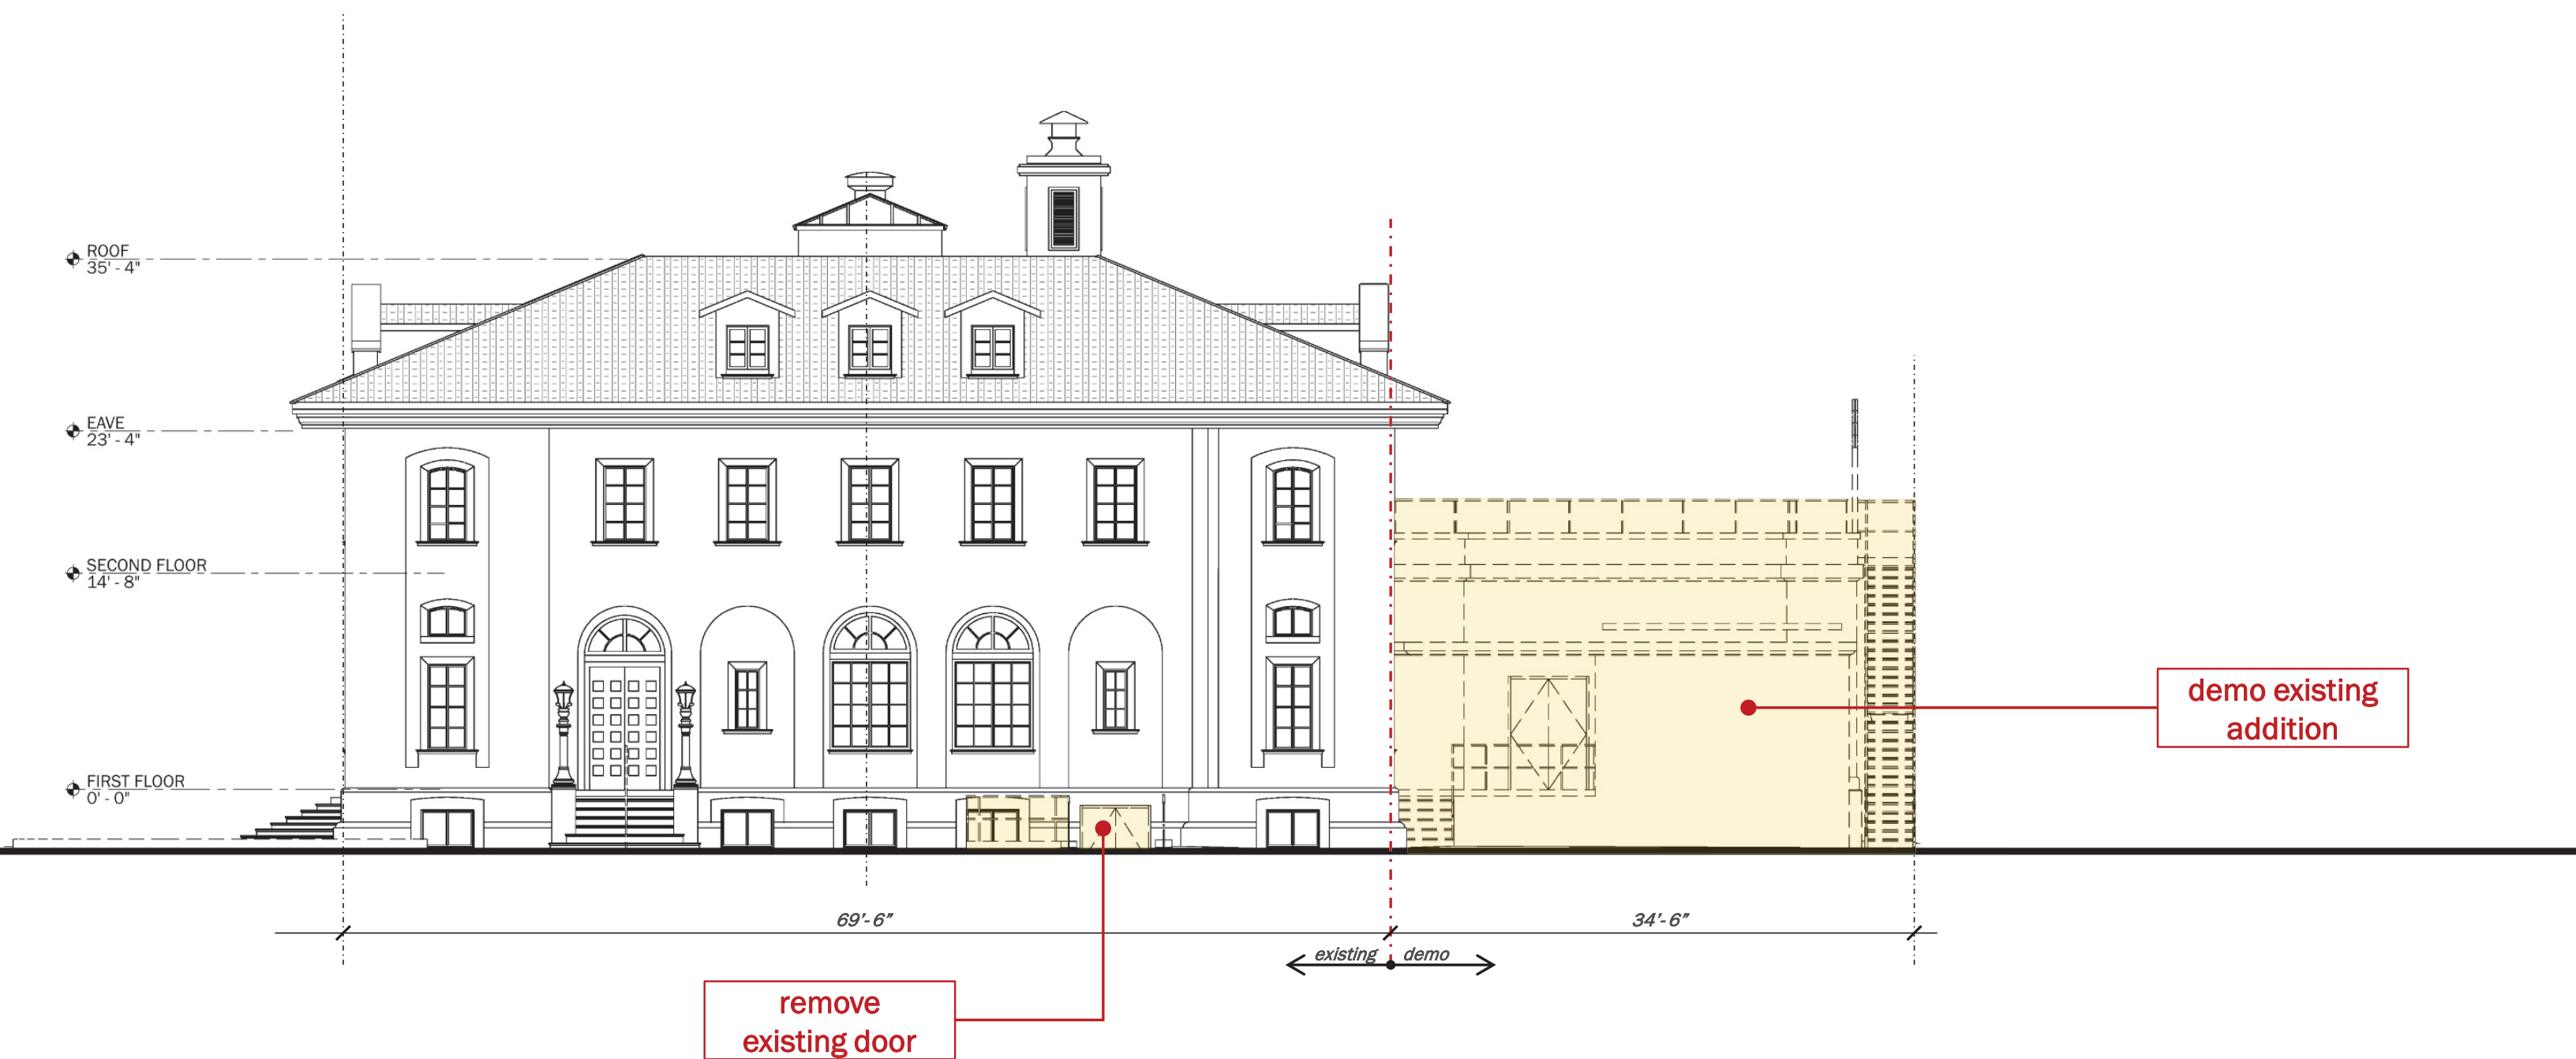 ROOF
35' - 4"
EAVE
23' - 4"
SECOND FLOOR
14' - 8"
FIRST FLOOR
0' - 0"
demo existing
addition
69'-6"
34'-6"
existing demo
remove
existing door